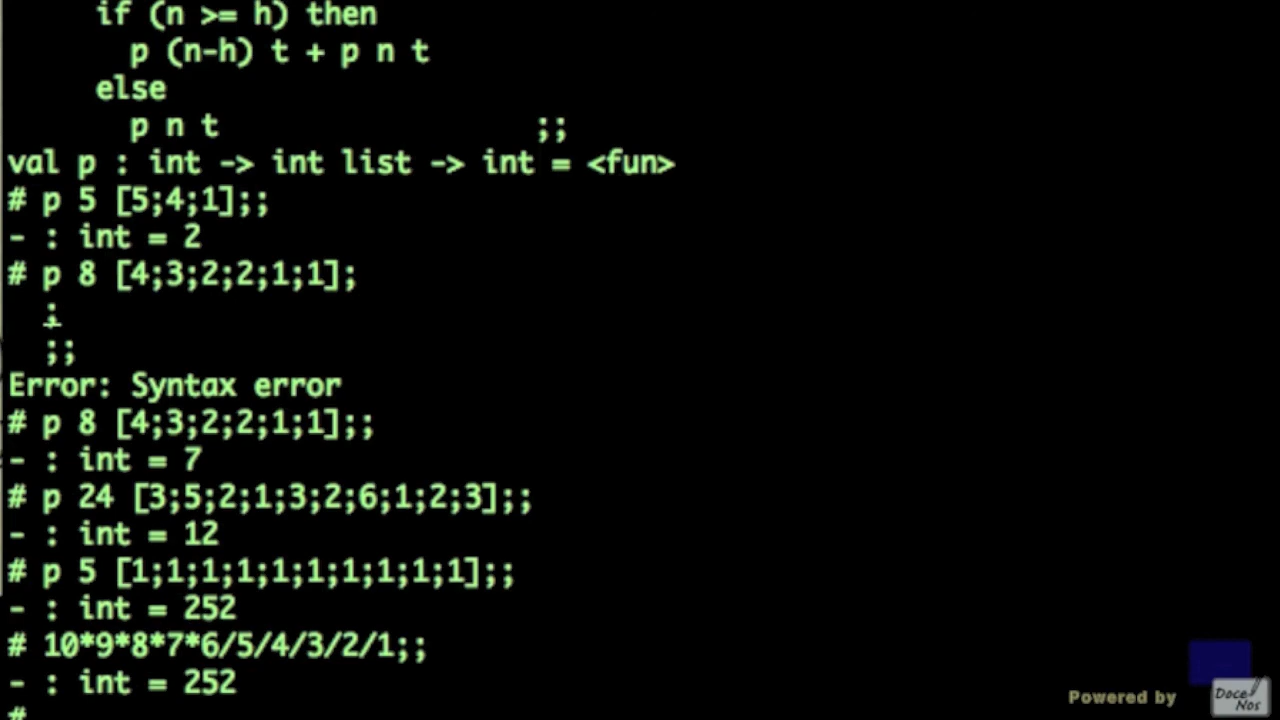 if (n >= h) then
p (n-h) t + p n t
else
p n t ;;
val p : int -> int list -> int = <fun>
# p 5 [5;4;1];;
- : int = 2
# p 8 [4;3;2;2;1;1];
;
;;
Error: Syntax error
# p 8 [4;3;2;2;1;1];;
- : int = 7
# p 24 [3;5;2;1;3;2;6;1;2;3];;
- : int = 12
# p 5 [1;1;1;1;1;1;1;1;1;1];;
- : int = 252
# 10*9*8*7*6/5/4/3/2/1;;
- : int = 252
#
Powered by
Doce
Nos